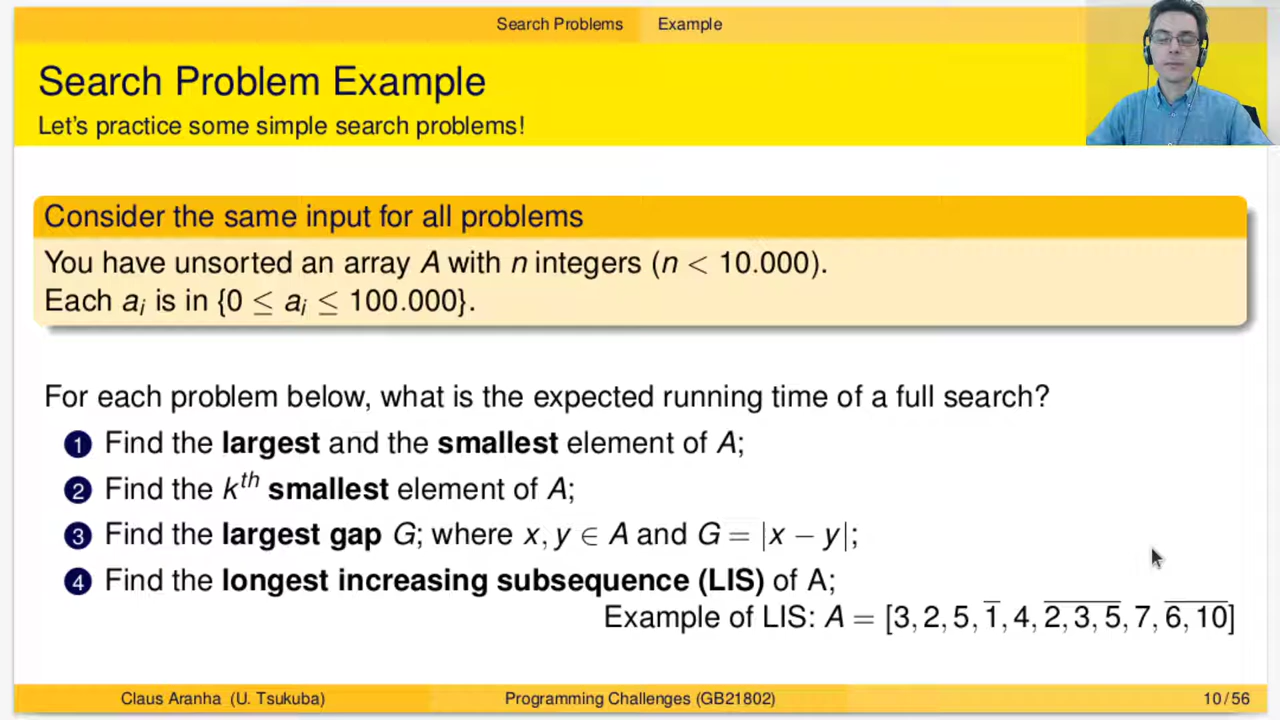 Search Problems Example
Search Problem Example
Let's practice some simple search problems!
Consider the same input for all problems
You have unsorted an array A with n integers (n < 10.000).
Each aᵢ is in {0 ≤ aᵢ ≤ 100.000}.
For each problem below, what is the expected running time of a full search?
1 Find the largest and the smallest element of A;
2 Find the kᵗʰ smallest element of A;
3 Find the largest gap G; where x, y ∈ A and G = |x − y|;
4 Find the longest increasing subsequence (LIS) of A;
Example of LIS: A = [3, 2, 5, 1̅, 4, 2̅,̅ 3̅,̅ 5̅, 7, 6̅,̅ 1̅0̅]
Claus Aranha (U. Tsukuba) Programming Challenges (GB21802) 10 / 56